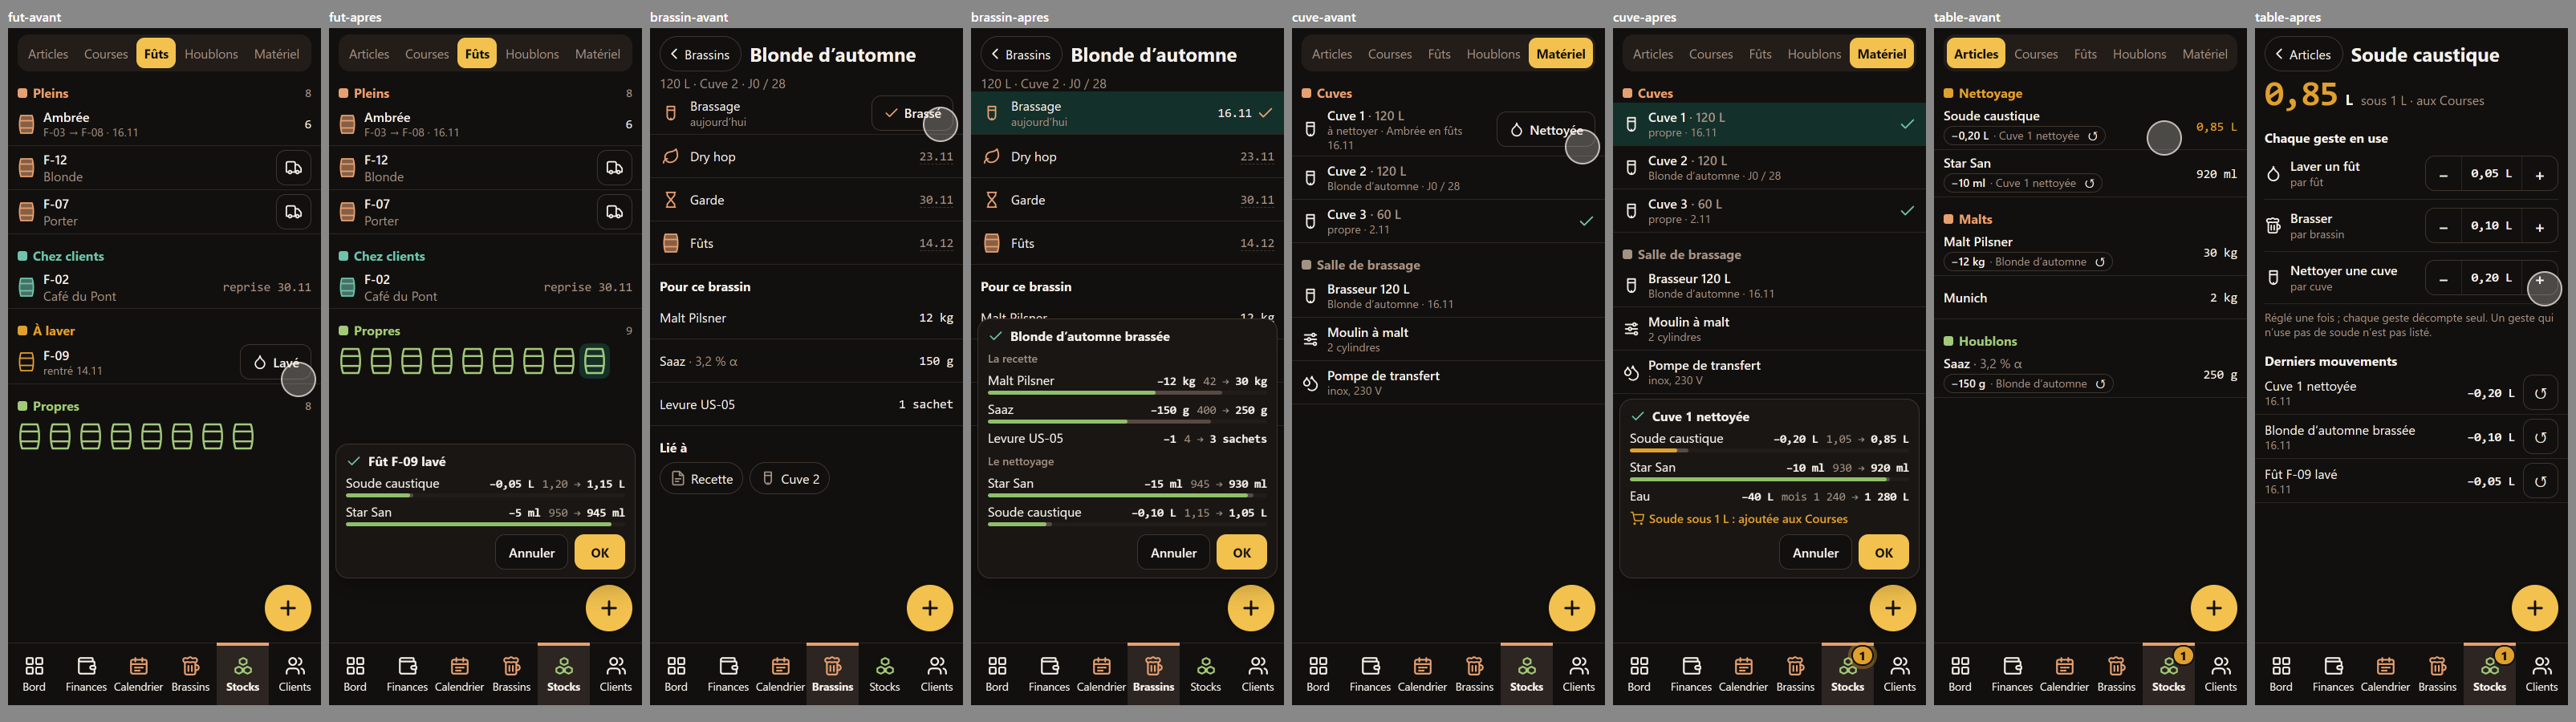 fut-avant
Articles Courses Fûts Houblons Matériel
Pleins 8
Ambrée
F-03 → F-08 · 16.11 6
F-12
Blonde
F-07
Porter
Chez clients
F-02
Café du Pont reprise 30.11
À laver
F-09
rentré 14.11 Lavé
Propres 8
Bord Finances Calendrier Brassins Stocks Clients
fut-apres
Articles Courses Fûts Houblons Matériel
Pleins 8
Ambrée
F-03 → F-08 · 16.11 6
F-12
Blonde
F-07
Porter
Chez clients
F-02
Café du Pont reprise 30.11
Propres 9
Fût F-09 lavé
Soude caustique −0,05 L 1,20 → 1,15 L
Star San −5 ml 950 → 945 ml
Annuler OK
Bord Finances Calendrier Brassins Stocks Clients
brassin-avant
Brassins Blonde d’automne
120 L · Cuve 2 · J0 / 28
Brassage
aujourd’hui Brassé
Dry hop 23.11
Garde 30.11
Fûts 14.12
Pour ce brassin
Malt Pilsner 12 kg
Saaz · 3,2 % α 150 g
Levure US-05 1 sachet
Lié à
Recette Cuve 2
Bord Finances Calendrier Brassins Stocks Clients
brassin-apres
Brassins Blonde d’automne
120 L · Cuve 2 · J0 / 28
Brassage
aujourd’hui 16.11
Dry hop 23.11
Garde 30.11
Fûts 14.12
Pour ce brassin
Malt Pilsner 12 kg
Blonde d’automne brassée
La recette
Malt Pilsner −12 kg 42 → 30 kg
Saaz −150 g 400 → 250 g
Levure US-05 −1 4 → 3 sachets
Le nettoyage
Star San −15 ml 945 → 930 ml
Soude caustique −0,10 L 1,15 → 1,05 L
Annuler OK
Bord Finances Calendrier Brassins Stocks Clients
cuve-avant
Articles Courses Fûts Houblons Matériel
Cuves
Cuve 1 · 120 L
à nettoyer · Ambrée en fûts
16.11
Nettoyée
Cuve 2 · 120 L
Blonde d’automne · J0 / 28
Cuve 3 · 60 L
propre · 2.11
Salle de brassage
Brasseur 120 L
Blonde d’automne · 16.11
Moulin à malt
2 cylindres
Pompe de transfert
inox, 230 V
Bord Finances Calendrier Brassins Stocks Clients
cuve-apres
Articles Courses Fûts Houblons Matériel
Cuves
Cuve 1 · 120 L
propre · 16.11
Cuve 2 · 120 L
Blonde d’automne · J0 / 28
Cuve 3 · 60 L
propre · 2.11
Salle de brassage
Brasseur 120 L
Blonde d’automne · 16.11
Moulin à malt
2 cylindres
Pompe de transfert
inox, 230 V
Cuve 1 nettoyée
Soude caustique −0,20 L 1,05 → 0,85 L
Star San −10 ml 930 → 920 ml
Eau −40 L mois 1 240 → 1 280 L
Soude sous 1 L : ajoutée aux Courses
Annuler OK
1
Bord Finances Calendrier Brassins Stocks Clients
table-avant
Articles Courses Fûts Houblons Matériel
Nettoyage
Soude caustique 0,85 L
−0,20 L · Cuve 1 nettoyée
Star San 920 ml
−10 ml · Cuve 1 nettoyée
Malts
Malt Pilsner 30 kg
−12 kg · Blonde d’automne
Munich 2 kg
Houblons
Saaz · 3,2 % α 250 g
−150 g · Blonde d’automne
1
Bord Finances Calendrier Brassins Stocks Clients
table-apres
Articles Soude caustique
0,85 L sous 1 L · aux Courses
Chaque geste en use
Laver un fût
par fût − 0,05 L +
Brasser
par brassin − 0,10 L +
Nettoyer une cuve
par cuve − 0,20 L +
Réglé une fois ; chaque geste décompte seul. Un geste qui
n’use pas de soude n’est pas listé.
Derniers mouvements
Cuve 1 nettoyée
16.11 −0,20 L
Blonde d’automne brassée
16.11 −0,10 L
Fût F-09 lavé
16.11 −0,05 L
1
Bord Finances Calendrier Brassins Stocks Clients